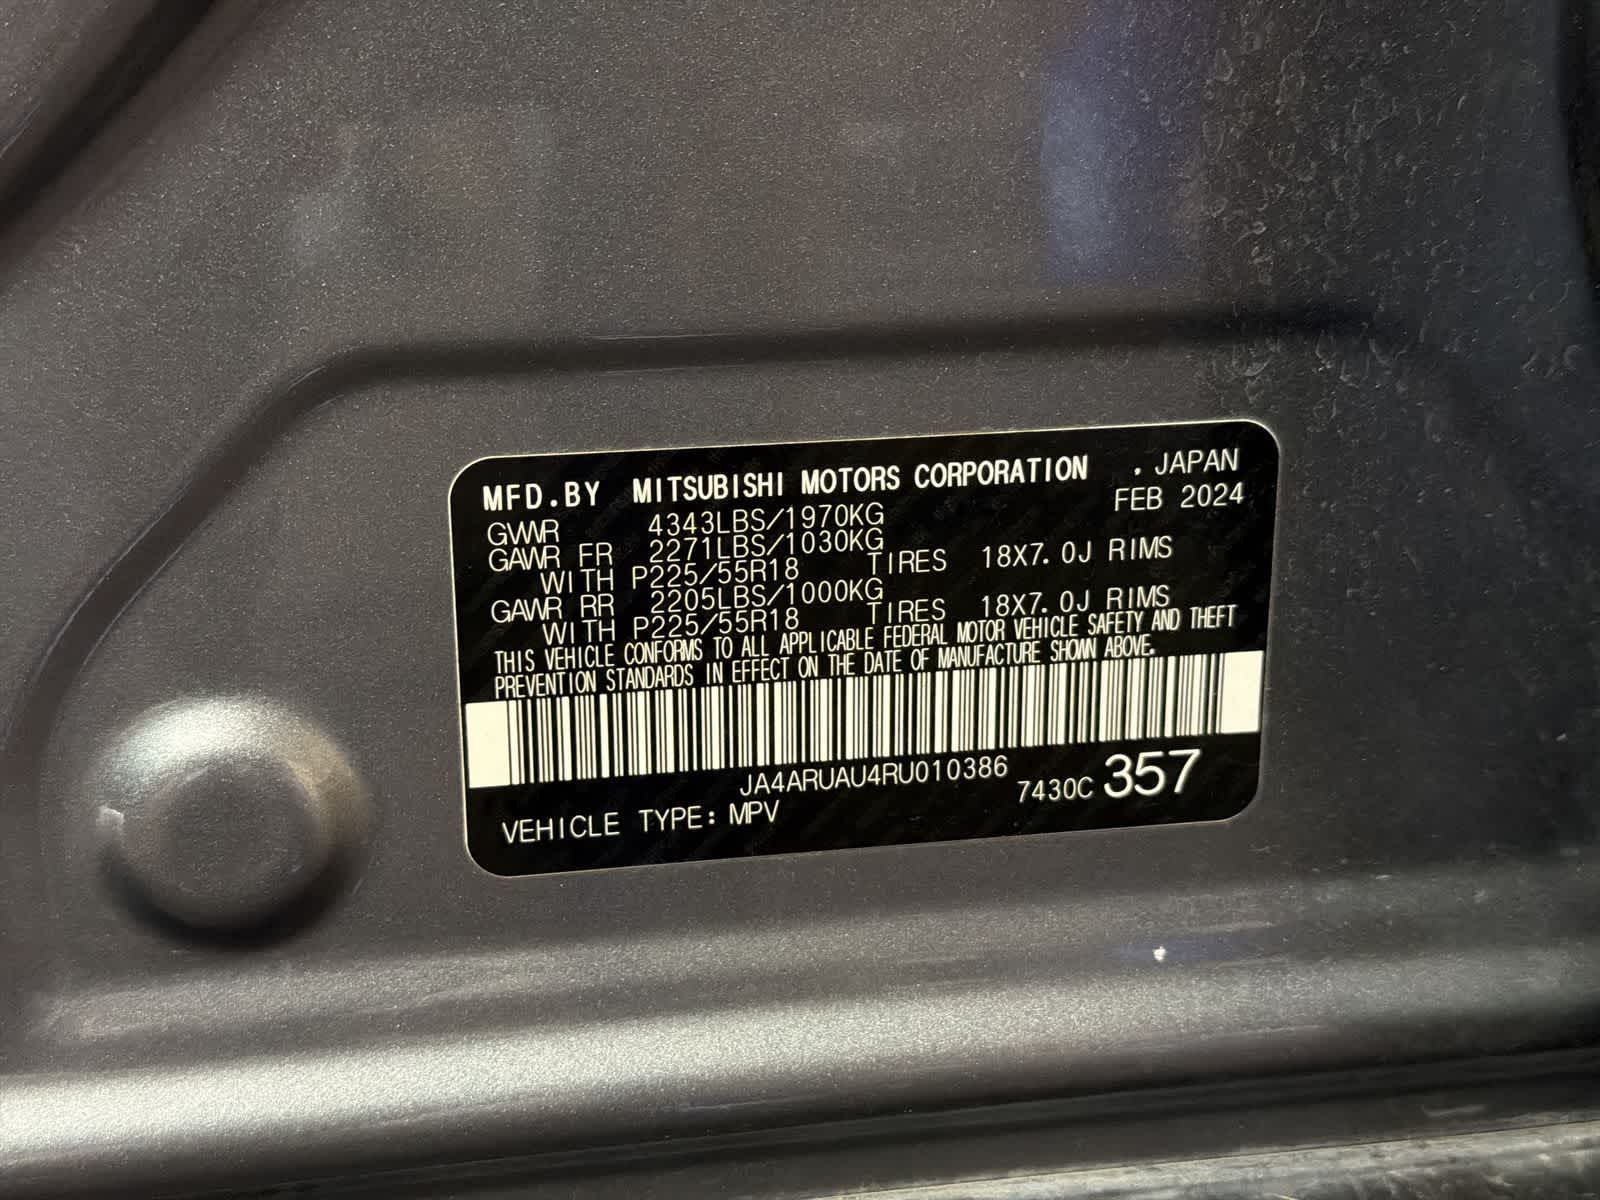 MFD.BY MITSUBISHI MOTORS CORPORATION . JAPAN
FEB 2024
GVWR 4343LBS/1970KG
GAWR FR 2271LBS/1030KG
WITH P225/55R18 TIRES 18X7.0J RIMS
GAWR RR 2205LBS/1000KG
WITH P225/55R18 TIRES 18X7.0J RIMS
THIS VEHICLE CONFORMS TO ALL APPLICABLE FEDERAL MOTOR VEHICLE SAFETY AND THEFT
PREVENTION STANDARDS IN EFFECT ON THE DATE OF MANUFACTURE SHOWN ABOVE.
JA4ARUAU4RU010386
7430C 357
VEHICLE TYPE: MPV